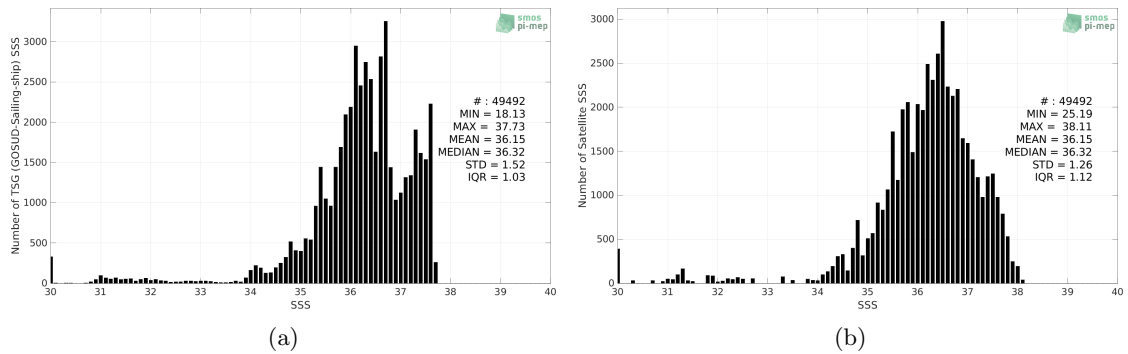 3000
2500
2000
1500
1000
500
0
Number of TSG (GOSUD-Sailing-ship) SSS
smos
pi-mep
# : 49492
MIN = 18.13
MAX = 37.73
MEAN = 36.15
MEDIAN = 36.32
STD = 1.52
IQR = 1.03
30 31 32 33 34 35 36 37 38 39 40
SSS
(a)
3000
2500
2000
1500
1000
500
0
Number of Satellite SSS
smos
pi-mep
# : 49492
MIN = 25.19
MAX = 38.11
MEAN = 36.15
MEDIAN = 36.32
STD = 1.26
IQR = 1.12
30 31 32 33 34 35 36 37 38 39 40
SSS
(b)